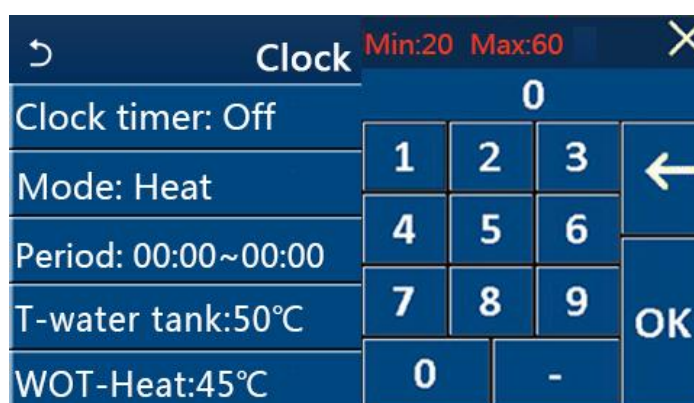 Clock
Clock timer: Off
Mode: Heat
Period: 00:00~00:00
T-water tank:50℃
WOT-Heat:45℃
Min:20 Max:60
0
1 2 3
4 5 6
7 8 9
OK
0 -